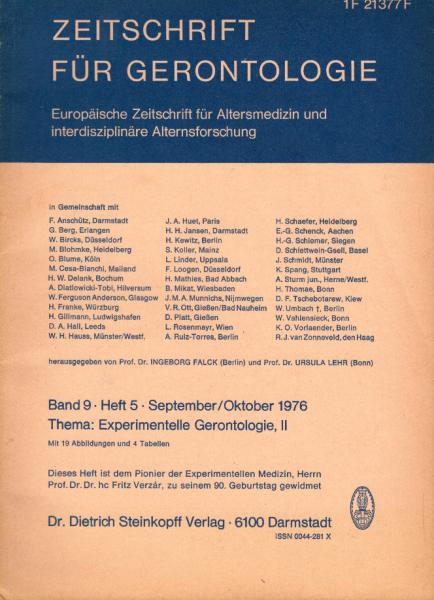 1F 21377 F
ZEITSCHRIFT
FÜR GERONTOLOGIE
Europäische Zeitschrift für Altersmedizin und
interdisziplinäre Alternsforschung
in Gemeinschaft mit
F. Anschütz, Darmstadt
G. Berg, Erlangen
W. Bircks, Düsseldorf
M. Blohmke, Heidelberg
O. Blume, Köln
M. Cesa-Bianchi, Mailand
H. W. Delank, Bochum
A. Dlatlowicki-Tobi, Hilversum
W. Ferguson Anderson, Glasgow
H. Franke, Würzburg
H. Gillmann, Ludwigshafen
D. A. Hall, Leeds
W. H. Hauss, Münster/Westf.
J. A. Huet, Paris
H. H. Jansen, Darmstadt
H. Kewitz, Berlin
S. Koller, Mainz
L. Linder, Uppsala
F. Loogen, Düsseldorf
H. Mathies, Bad Abbach
B. Mikat, Wiesbaden
J. M. A. Munnichs, Nijmwegen
V. R. Ott, Gießen/Bad Nauheim
D. Platt, Gießen
L. Rosenmayr, Wien
A. Ruiz-Torres, Berlin
H. Schaefer, Heidelberg
E.-G. Schenck, Aachen
H.-G. Schlemer, Siegen
D. Schlettwein-Gsell, Basel
J. Schmidt, Münster
K. Spang, Stuttgart
A. Sturm jun., Herne/Westf.
H. Thomae, Bonn
D. F. Tschebotarew, Kiew
W. Umbach †, Berlin
W. Vahlensieck, Bonn
K. O. Vorlaender, Berlin
R. J. van Zonneveld, den Haag
herausgegeben von Prof. Dr. INGEBORG FALCK (Berlin) und Prof. Dr. URSULA LEHR (Bonn)
Band 9 · Heft 5 · September/Oktober 1976
Thema: Experimentelle Gerontologie, II
Mit 19 Abbildungen und 4 Tabellen
Dieses Heft ist dem Pionier der Experimentellen Medizin, Herrn
Prof. Dr. Dr. hc Fritz Verzár, zu seinem 90. Geburtstag gewidmet
Dr. Dietrich Steinkopff Verlag · 6100 Darmstadt
ISSN 0044-281 X